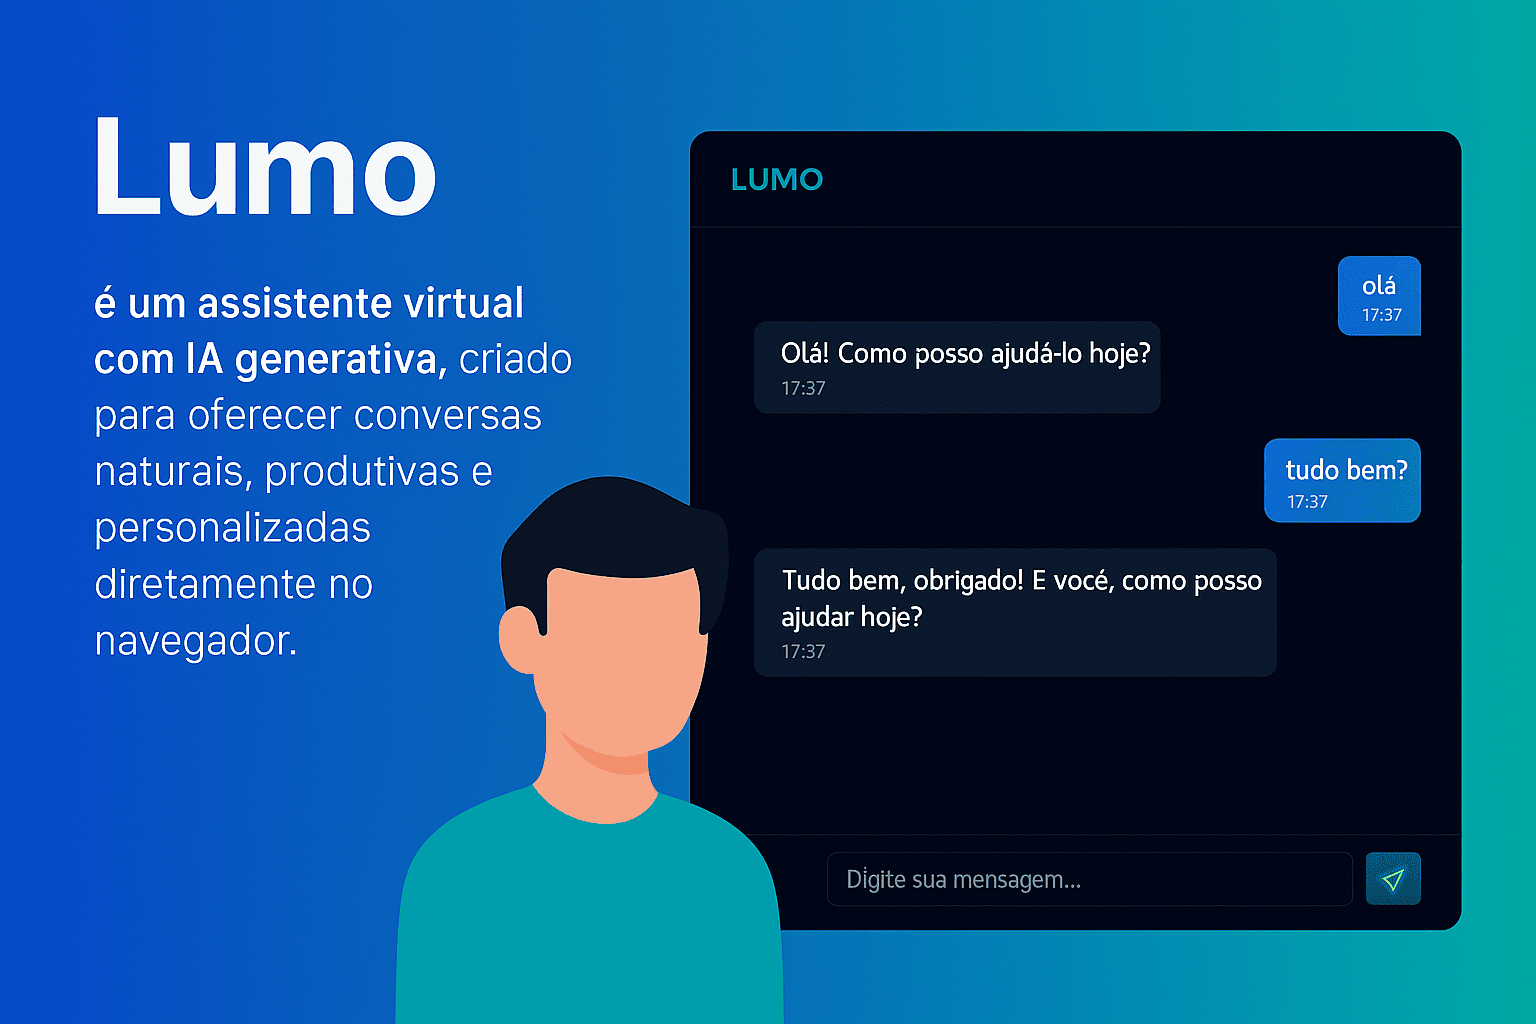 Lumo
é um assistente virtual
com IA generativa, criado
para oferecer conversas
naturais, produtivas e
personalizadas
diretamente no
navegador.
LUMO
olá
17:37
Olá! Como posso ajudá-lo hoje?
17:37
tudo bem?
17:37
Tudo bem, obrigado! E vocé, como posso
ajudar hoje?
17:37
Digite sua mensagem...